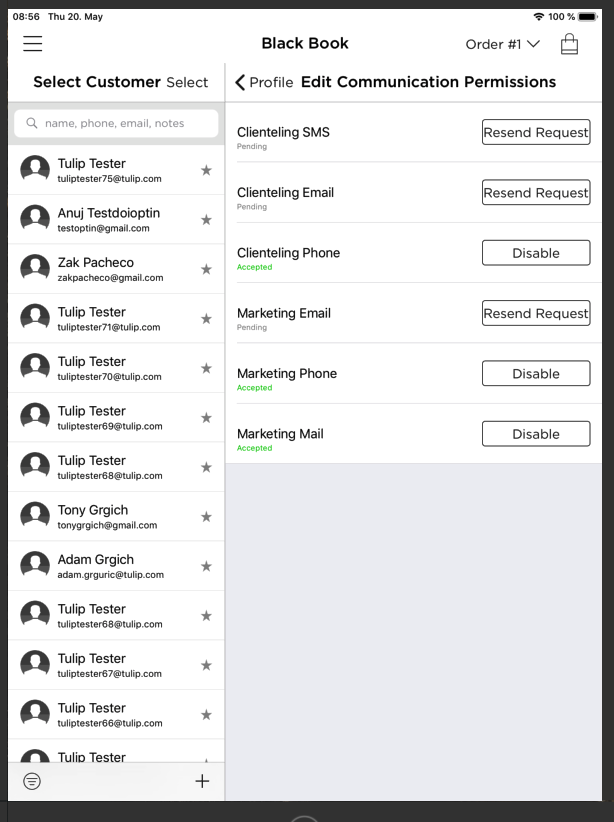 08:56 Thu 20. May
100 %
Black Book
Order #1
Select Customer Select
Profile Edit Communication Permissions
name, phone, email, notes
Tulip Tester
tuliptester75@tulip.com
Anuj Testdoioptin
testoptin@gmail.com
Zak Pacheco
zakpacheco@gmail.com
Tulip Tester
tuliptester71@tulip.com
Tulip Tester
tuliptester70@tulip.com
Tulip Tester
tuliptester69@tulip.com
Tulip Tester
tuliptester68@tulip.com
Tony Grgich
tonygrgich@gmail.com
Adam Grgich
adam.grguric@tulip.com
Tulip Tester
tuliptester68@tulip.com
Tulip Tester
tuliptester67@tulip.com
Tulip Tester
tuliptester66@tulip.com
Tulip Tester
Clienteling SMS
Pending
Resend Request
Clienteling Email
Pending
Resend Request
Clienteling Phone
Accepted
Disable
Marketing Email
Pending
Resend Request
Marketing Phone
Accepted
Disable
Marketing Mail
Accepted
Disable